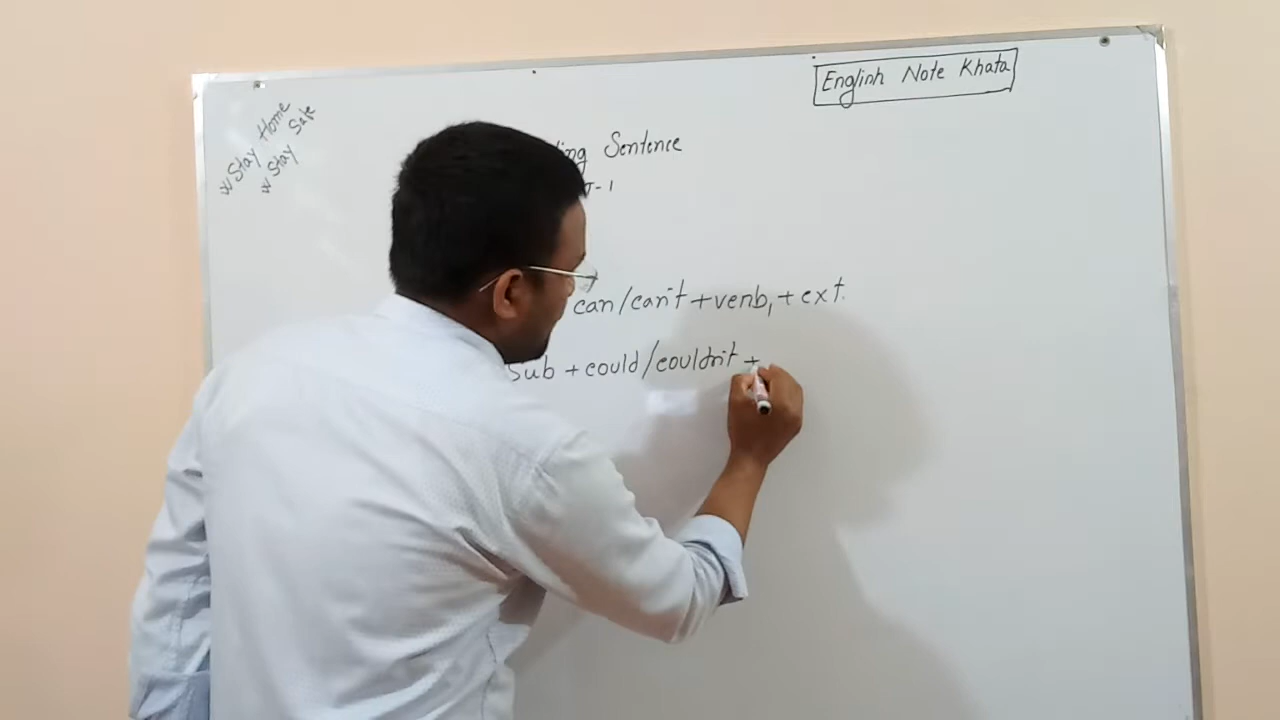 English Note Khata
w Stay Home
w Stay Safe
Sentence
can/can't + verb₁ + ext.
Sub + could/couldn't +